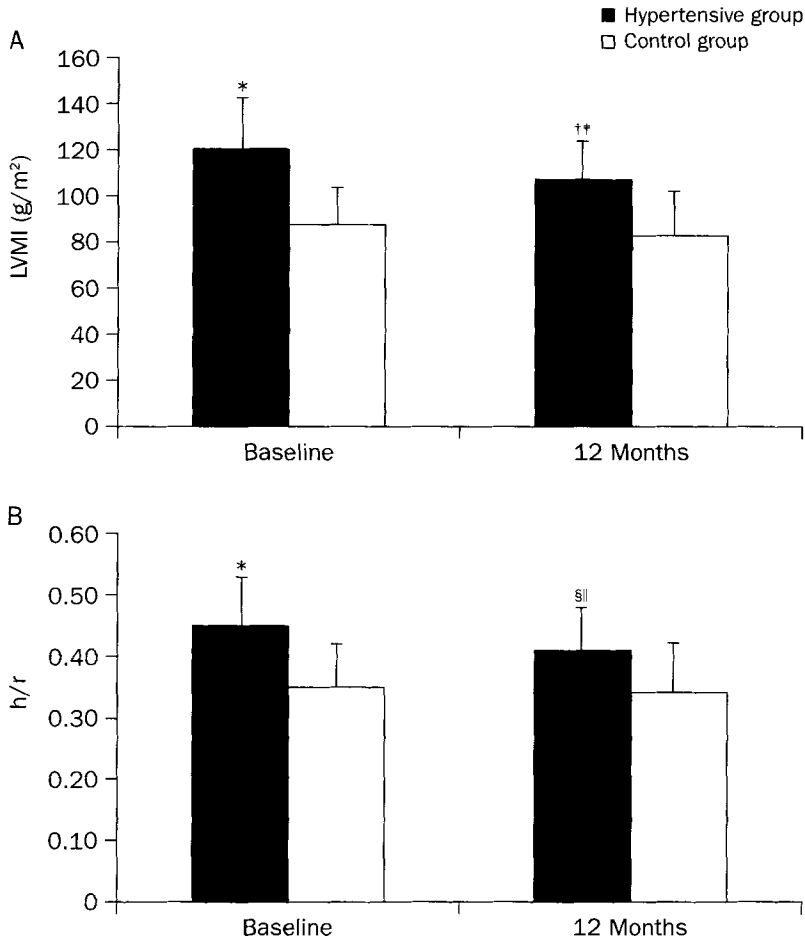 ■ Hypertensive group
□ Control group
A
160
140
120
100
80
60
40
20
0
LVMI (g/m²)
*
†*
Baseline
12 Months
B
0.60
0.50
0.40
0.30
0.20
0.10
0
h/r
*
§||
Baseline
12 Months